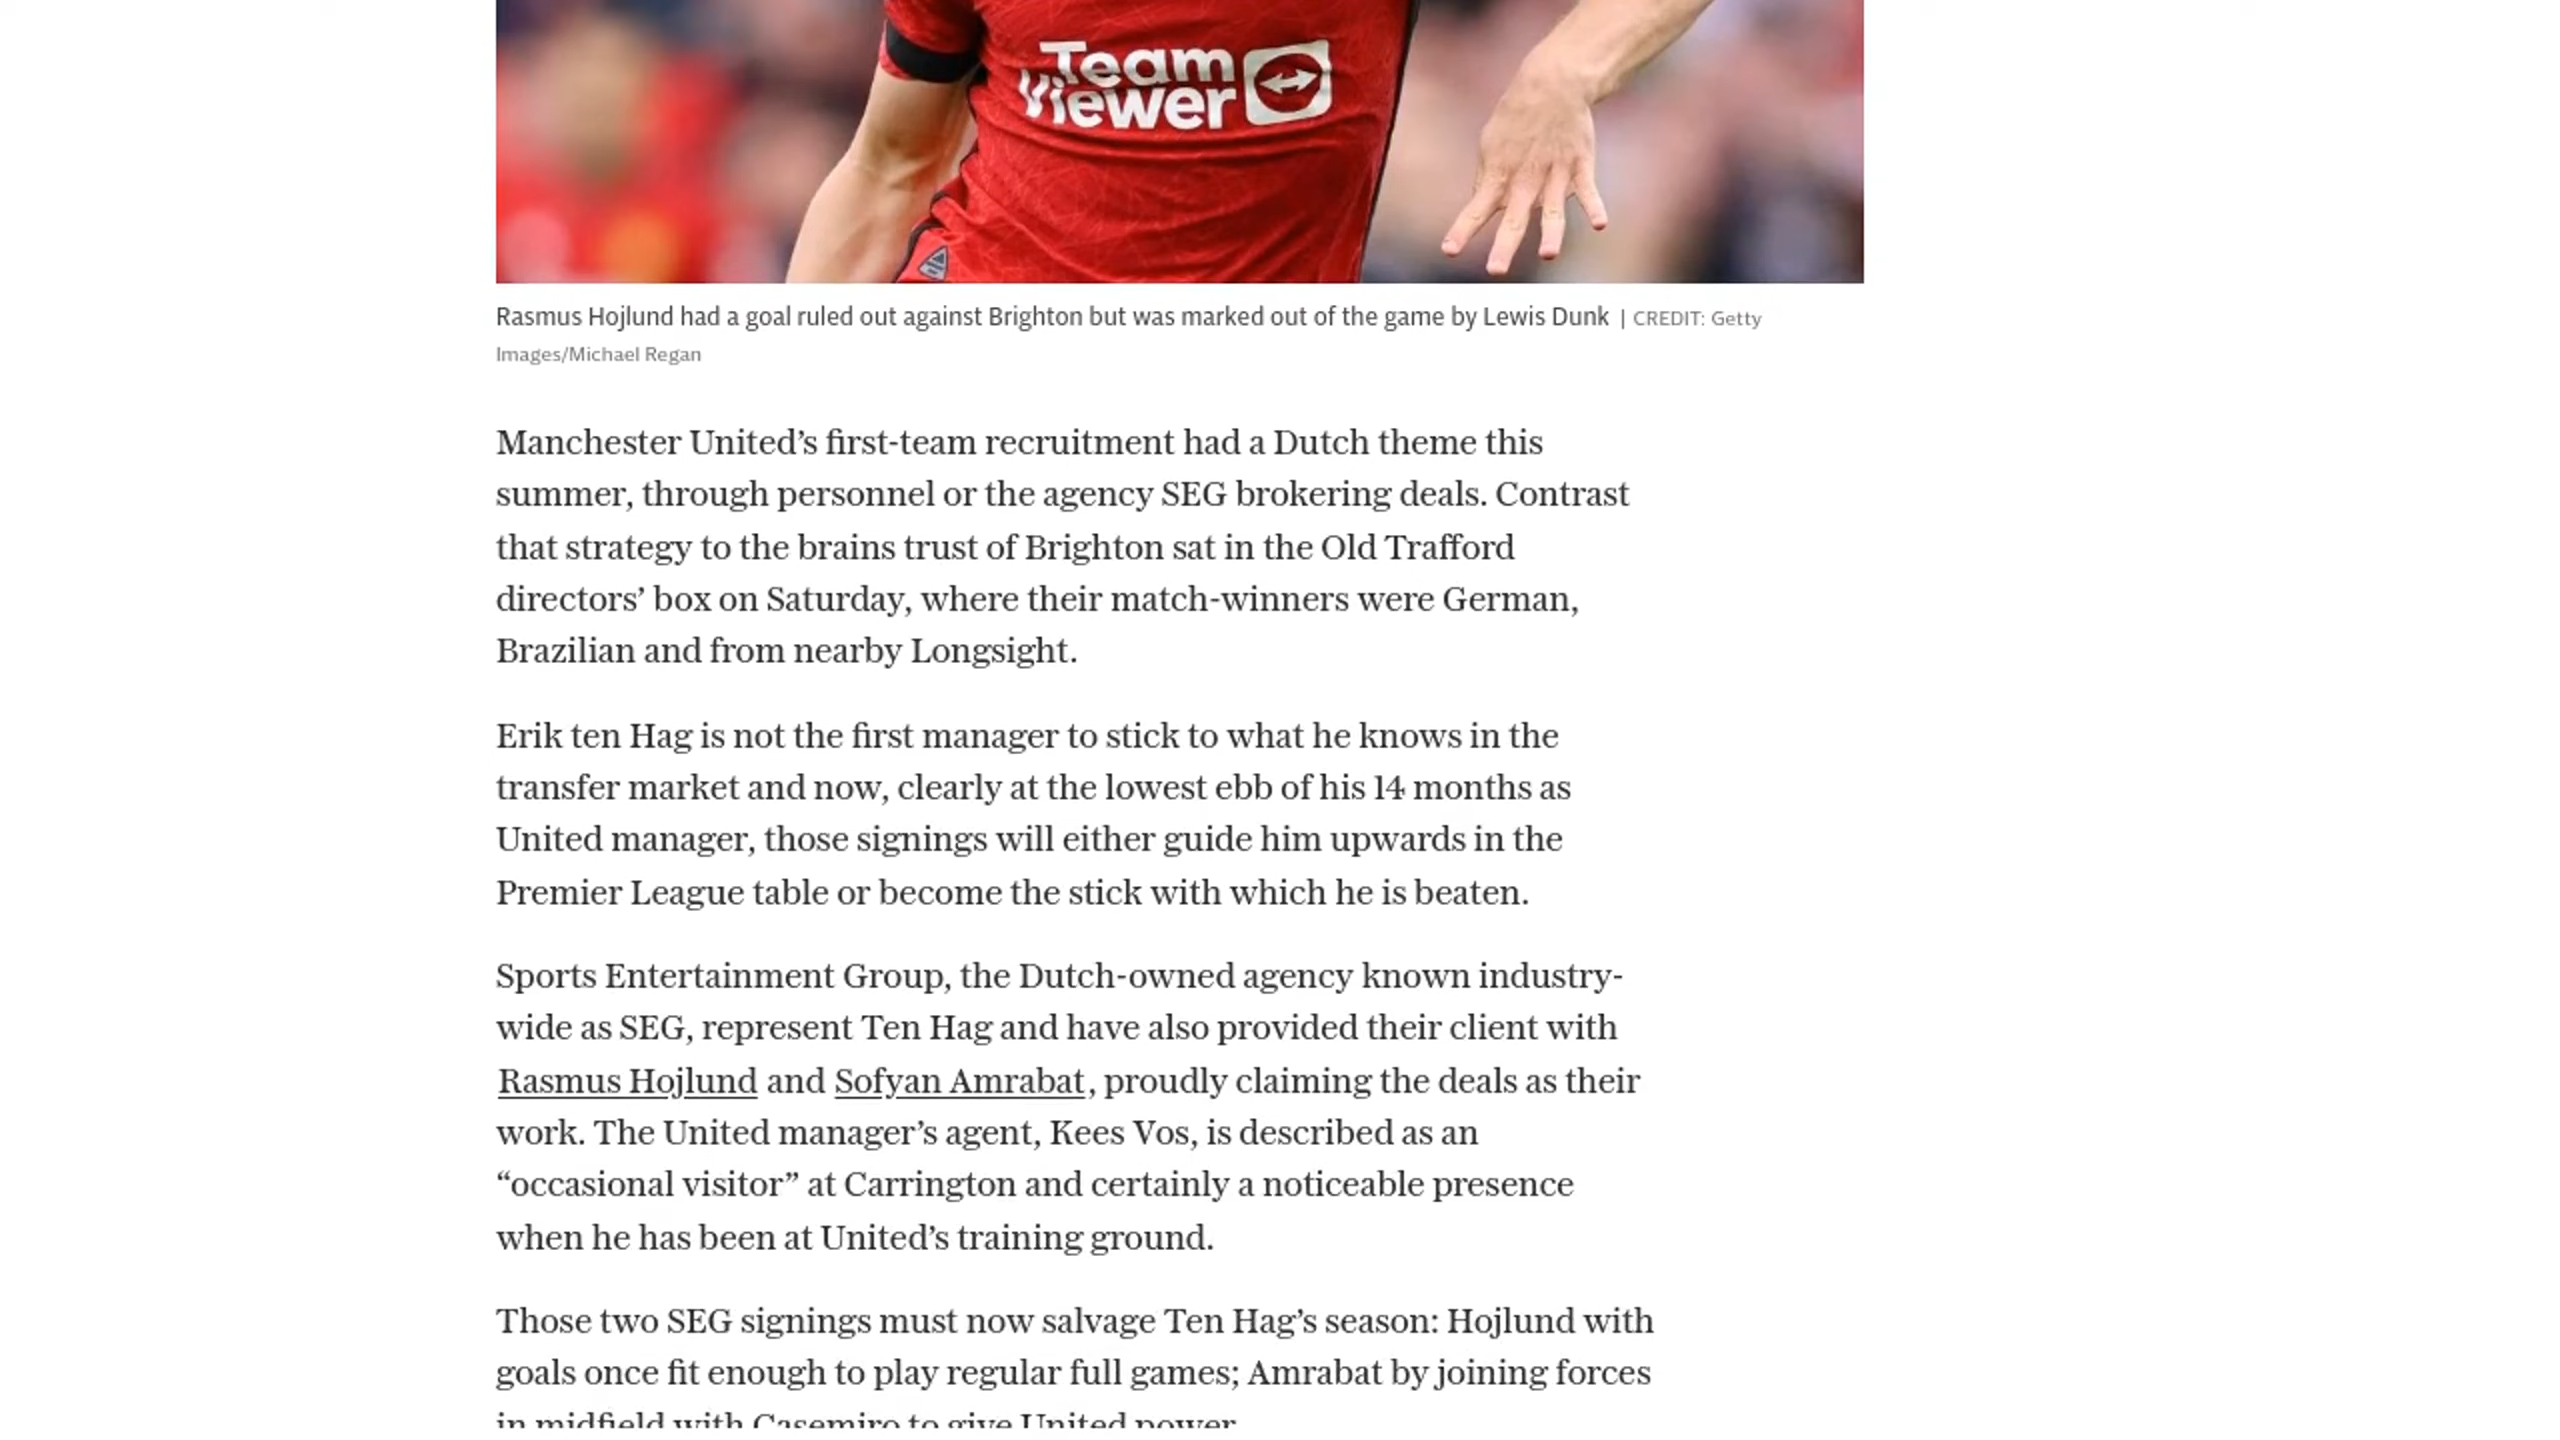 Team
Viewer
Rasmus Hojlund had a goal ruled out against Brighton but was marked out of the game by Lewis Dunk | CREDIT: Getty
Images/Michael Regan
Manchester United’s first-team recruitment had a Dutch theme this
summer, through personnel or the agency SEG brokering deals. Contrast
that strategy to the brains trust of Brighton sat in the Old Trafford
directors’ box on Saturday, where their match-winners were German,
Brazilian and from nearby Longsight.
Erik ten Hag is not the first manager to stick to what he knows in the
transfer market and now, clearly at the lowest ebb of his 14 months as
United manager, those signings will either guide him upwards in the
Premier League table or become the stick with which he is beaten.
Sports Entertainment Group, the Dutch-owned agency known industry-
wide as SEG, represent Ten Hag and have also provided their client with
Rasmus Hojlund and Sofyan Amrabat, proudly claiming the deals as their
work. The United manager’s agent, Kees Vos, is described as an
“occasional visitor” at Carrington and certainly a noticeable presence
when he has been at United’s training ground.
Those two SEG signings must now salvage Ten Hag’s season: Hojlund with
goals once fit enough to play regular full games; Amrabat by joining forces
in midfield with Casemiro to give United power